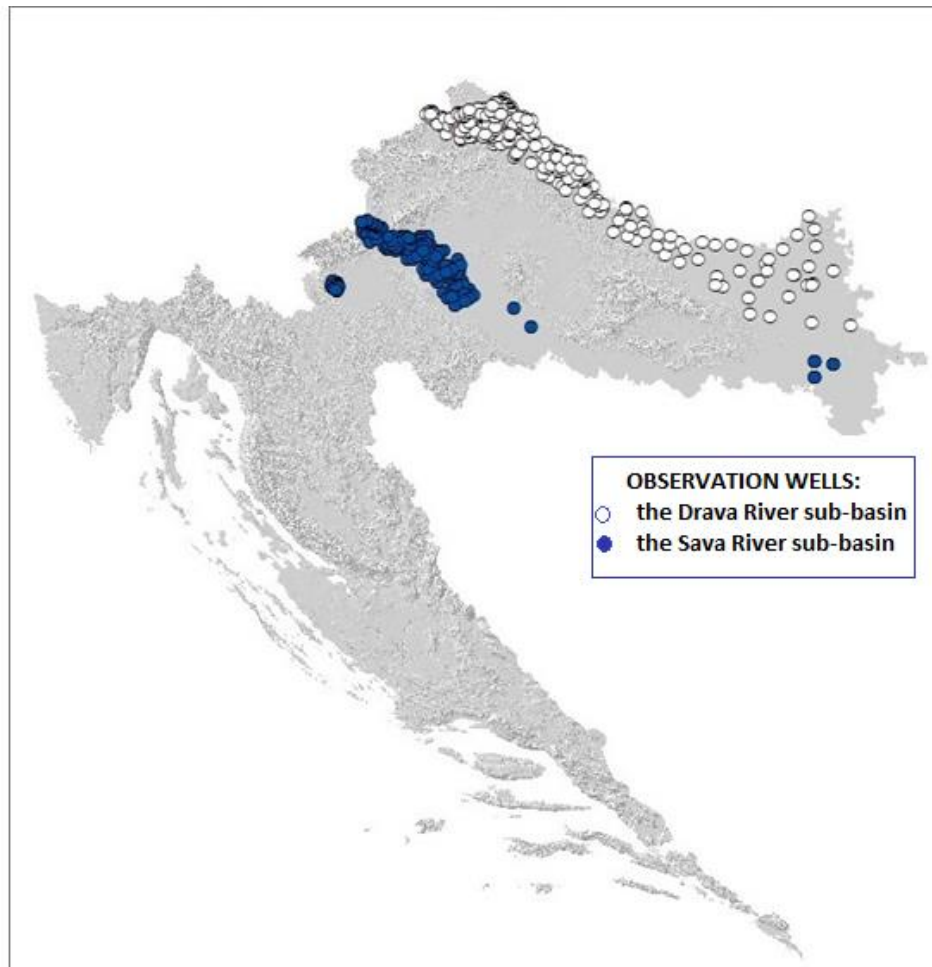 OBSERVATION WELLS:
the Drava River sub-basin
the Sava River sub-basin